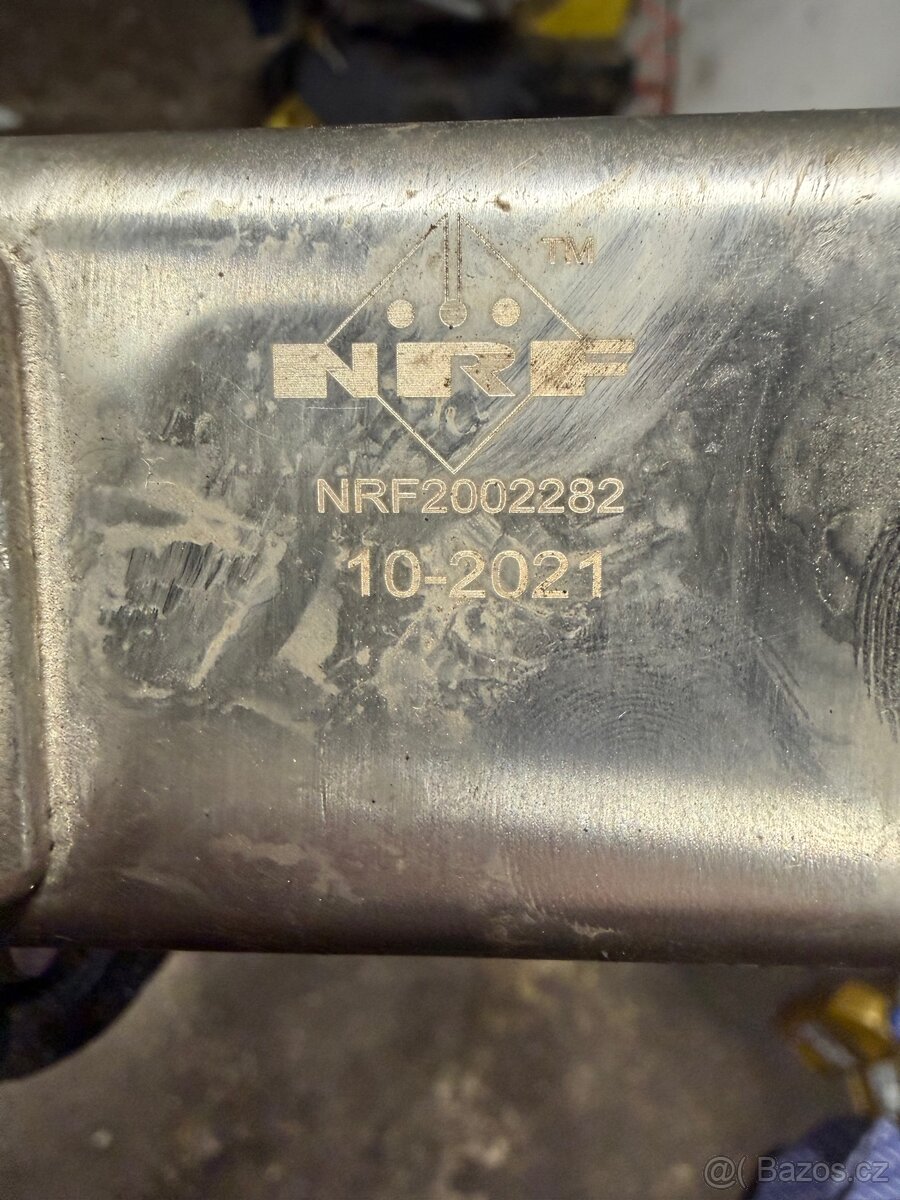 TM
NRF
NRF2002282
10-2021
@( Bazos.cz